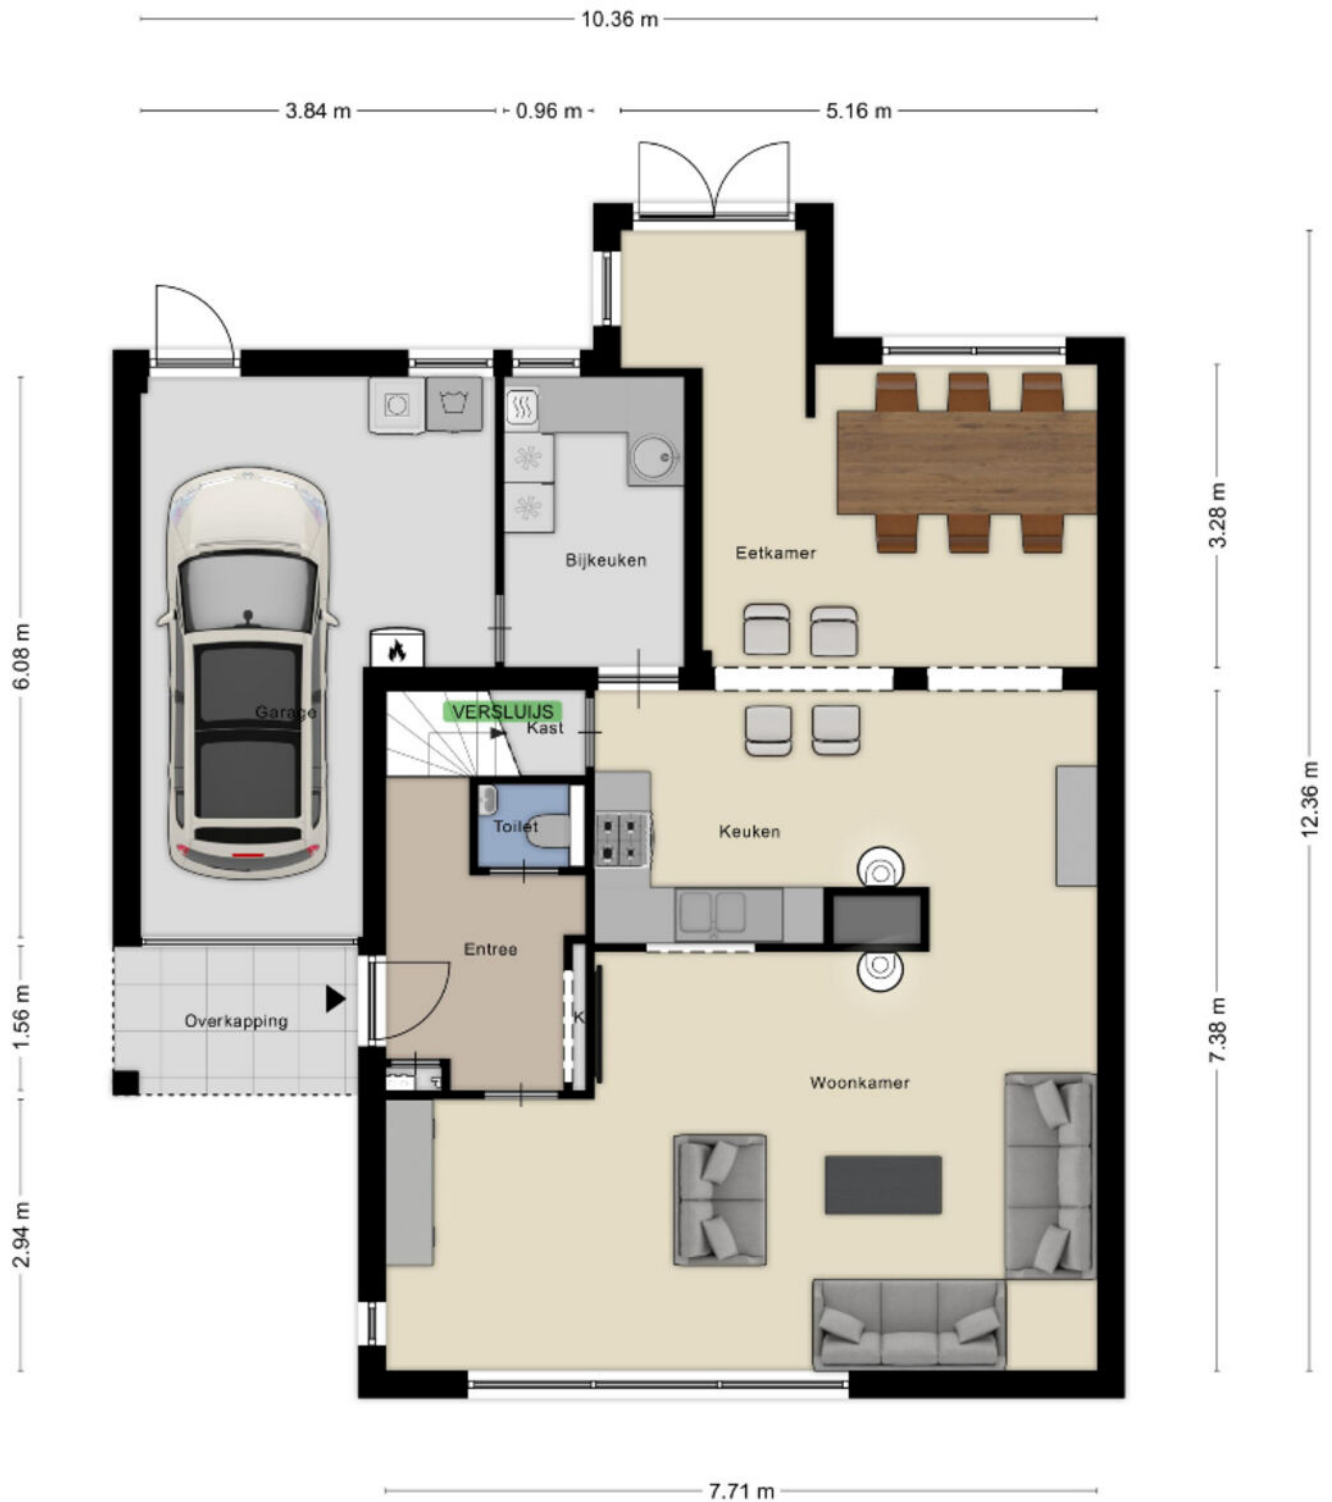 10.36 m
3.84 m
0.96 m
5.16 m
Bijkeuken
Eetkamer
3.28 m
6.08 m
Garage
VERSLUIJS
Kast
12.36 m
Toilet
Keuken
Entree
1.56 m
Overkapping
K
7.38 m
Woonkamer
2.94 m
7.71 m